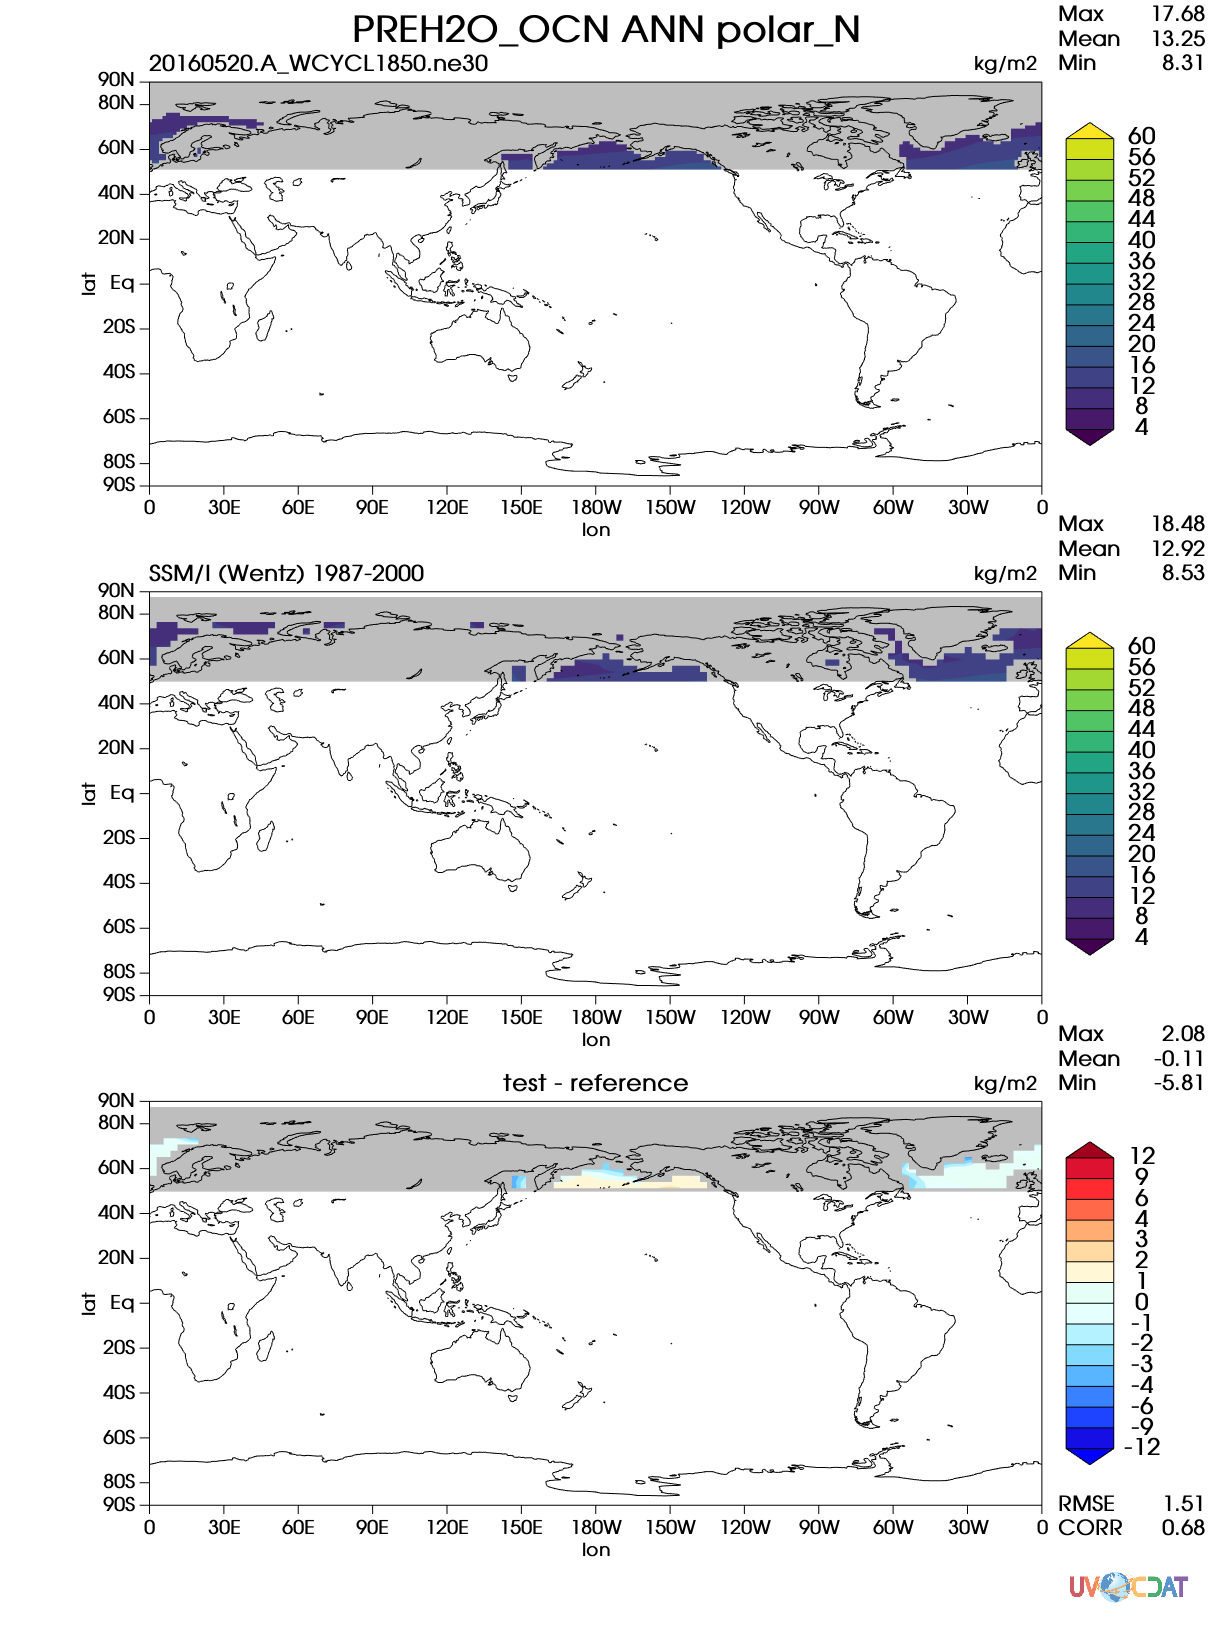 PREH2O_OCN ANN polar_N
20160520.A_WCYCL1850.ne30
kg/m2
Max 17.68
Mean 13.25
Min 8.31
90N
80N
60N
40N
20N
Eq
20S
40S
60S
80S
90S
lat
0 30E 60E 90E 120E 150E 180W 150W 120W 90W 60W 30W 0
lon
60
56
52
48
44
40
36
32
28
24
20
16
12
8
4
SSM/I (Wentz) 1987-2000
kg/m2
Max 18.48
Mean 12.92
Min 8.53
90N
80N
60N
40N
20N
Eq
20S
40S
60S
80S
90S
lat
0 30E 60E 90E 120E 150E 180W 150W 120W 90W 60W 30W 0
lon
60
56
52
48
44
40
36
32
28
24
20
16
12
8
4
test - reference
kg/m2
Max 2.08
Mean -0.11
Min -5.81
90N
80N
60N
40N
20N
Eq
20S
40S
60S
80S
90S
lat
0 30E 60E 90E 120E 150E 180W 150W 120W 90W 60W 30W 0
lon
12
9
6
4
3
2
1
0
-1
-2
-3
-4
-6
-9
-12
RMSE 1.51
CORR 0.68
UV CDAT